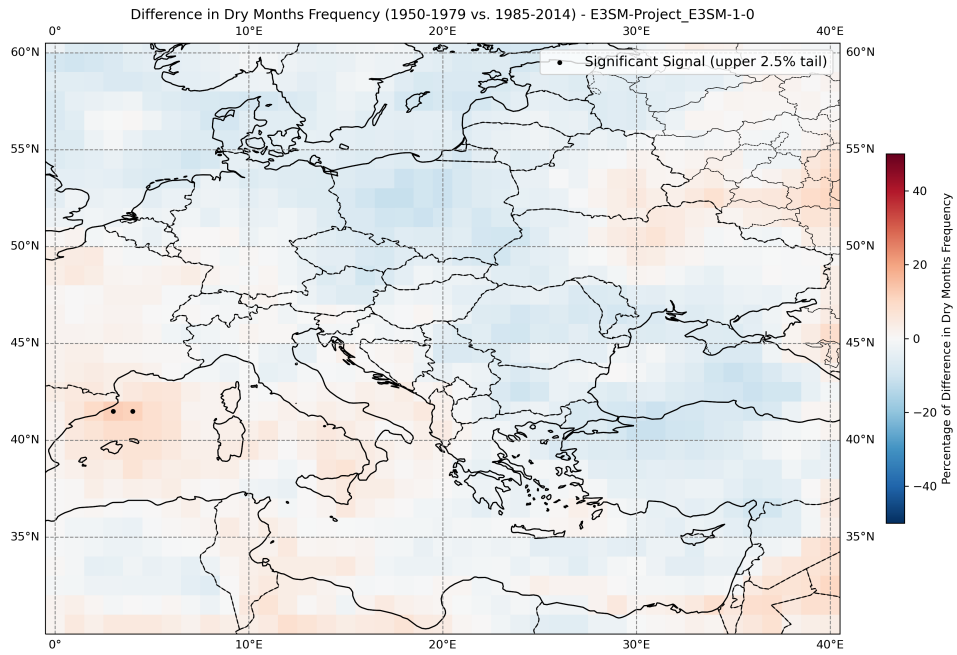 Difference in Dry Months Frequency (1950-1979 vs. 1985-2014) - E3SM-Project_E3SM-1-0
0° 10°E 20°E 30°E 40°E
60°N 60°N
Significant Signal (upper 2.5% tail)
55°N 55°N
50°N 50°N
45°N 45°N
40°N 40°N
35°N 35°N
0° 10°E 20°E 30°E 40°E
40
20
0
−20
−40
Percentage of Difference in Dry Months Frequency